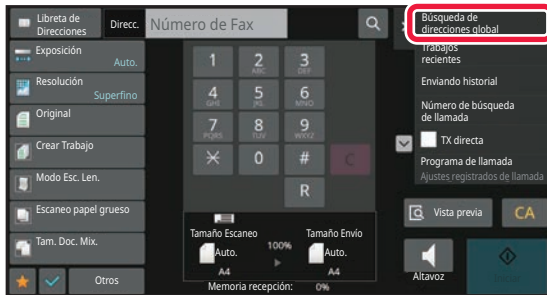 Libreta de
Direcciones
Direcc.
Número de Fax
Búsqueda de
direcciones global
Trabajos
recientes
Enviando historial
Número de búsqueda
de llamada
TX directa
Programa de llamada
Ajustes registrados de llamada
Exposición
Auto.
Resolución
Superfino
Original
Crear Trabajo
Modo Esc. Len.
Escaneo papel grueso
Tam. Doc. Mix.
Otros
1
2
ABC
3
DEF
4
GHI
5
JKL
6
MNO
7
PQRS
8
TUV
9
WXYZ
0
#
C
R
Tamaño Escaneo
Auto.
A4
100%
Tamaño Envío
Auto.
A4
Memoria recepción:
0%
Vista previa
CA
Altavoz